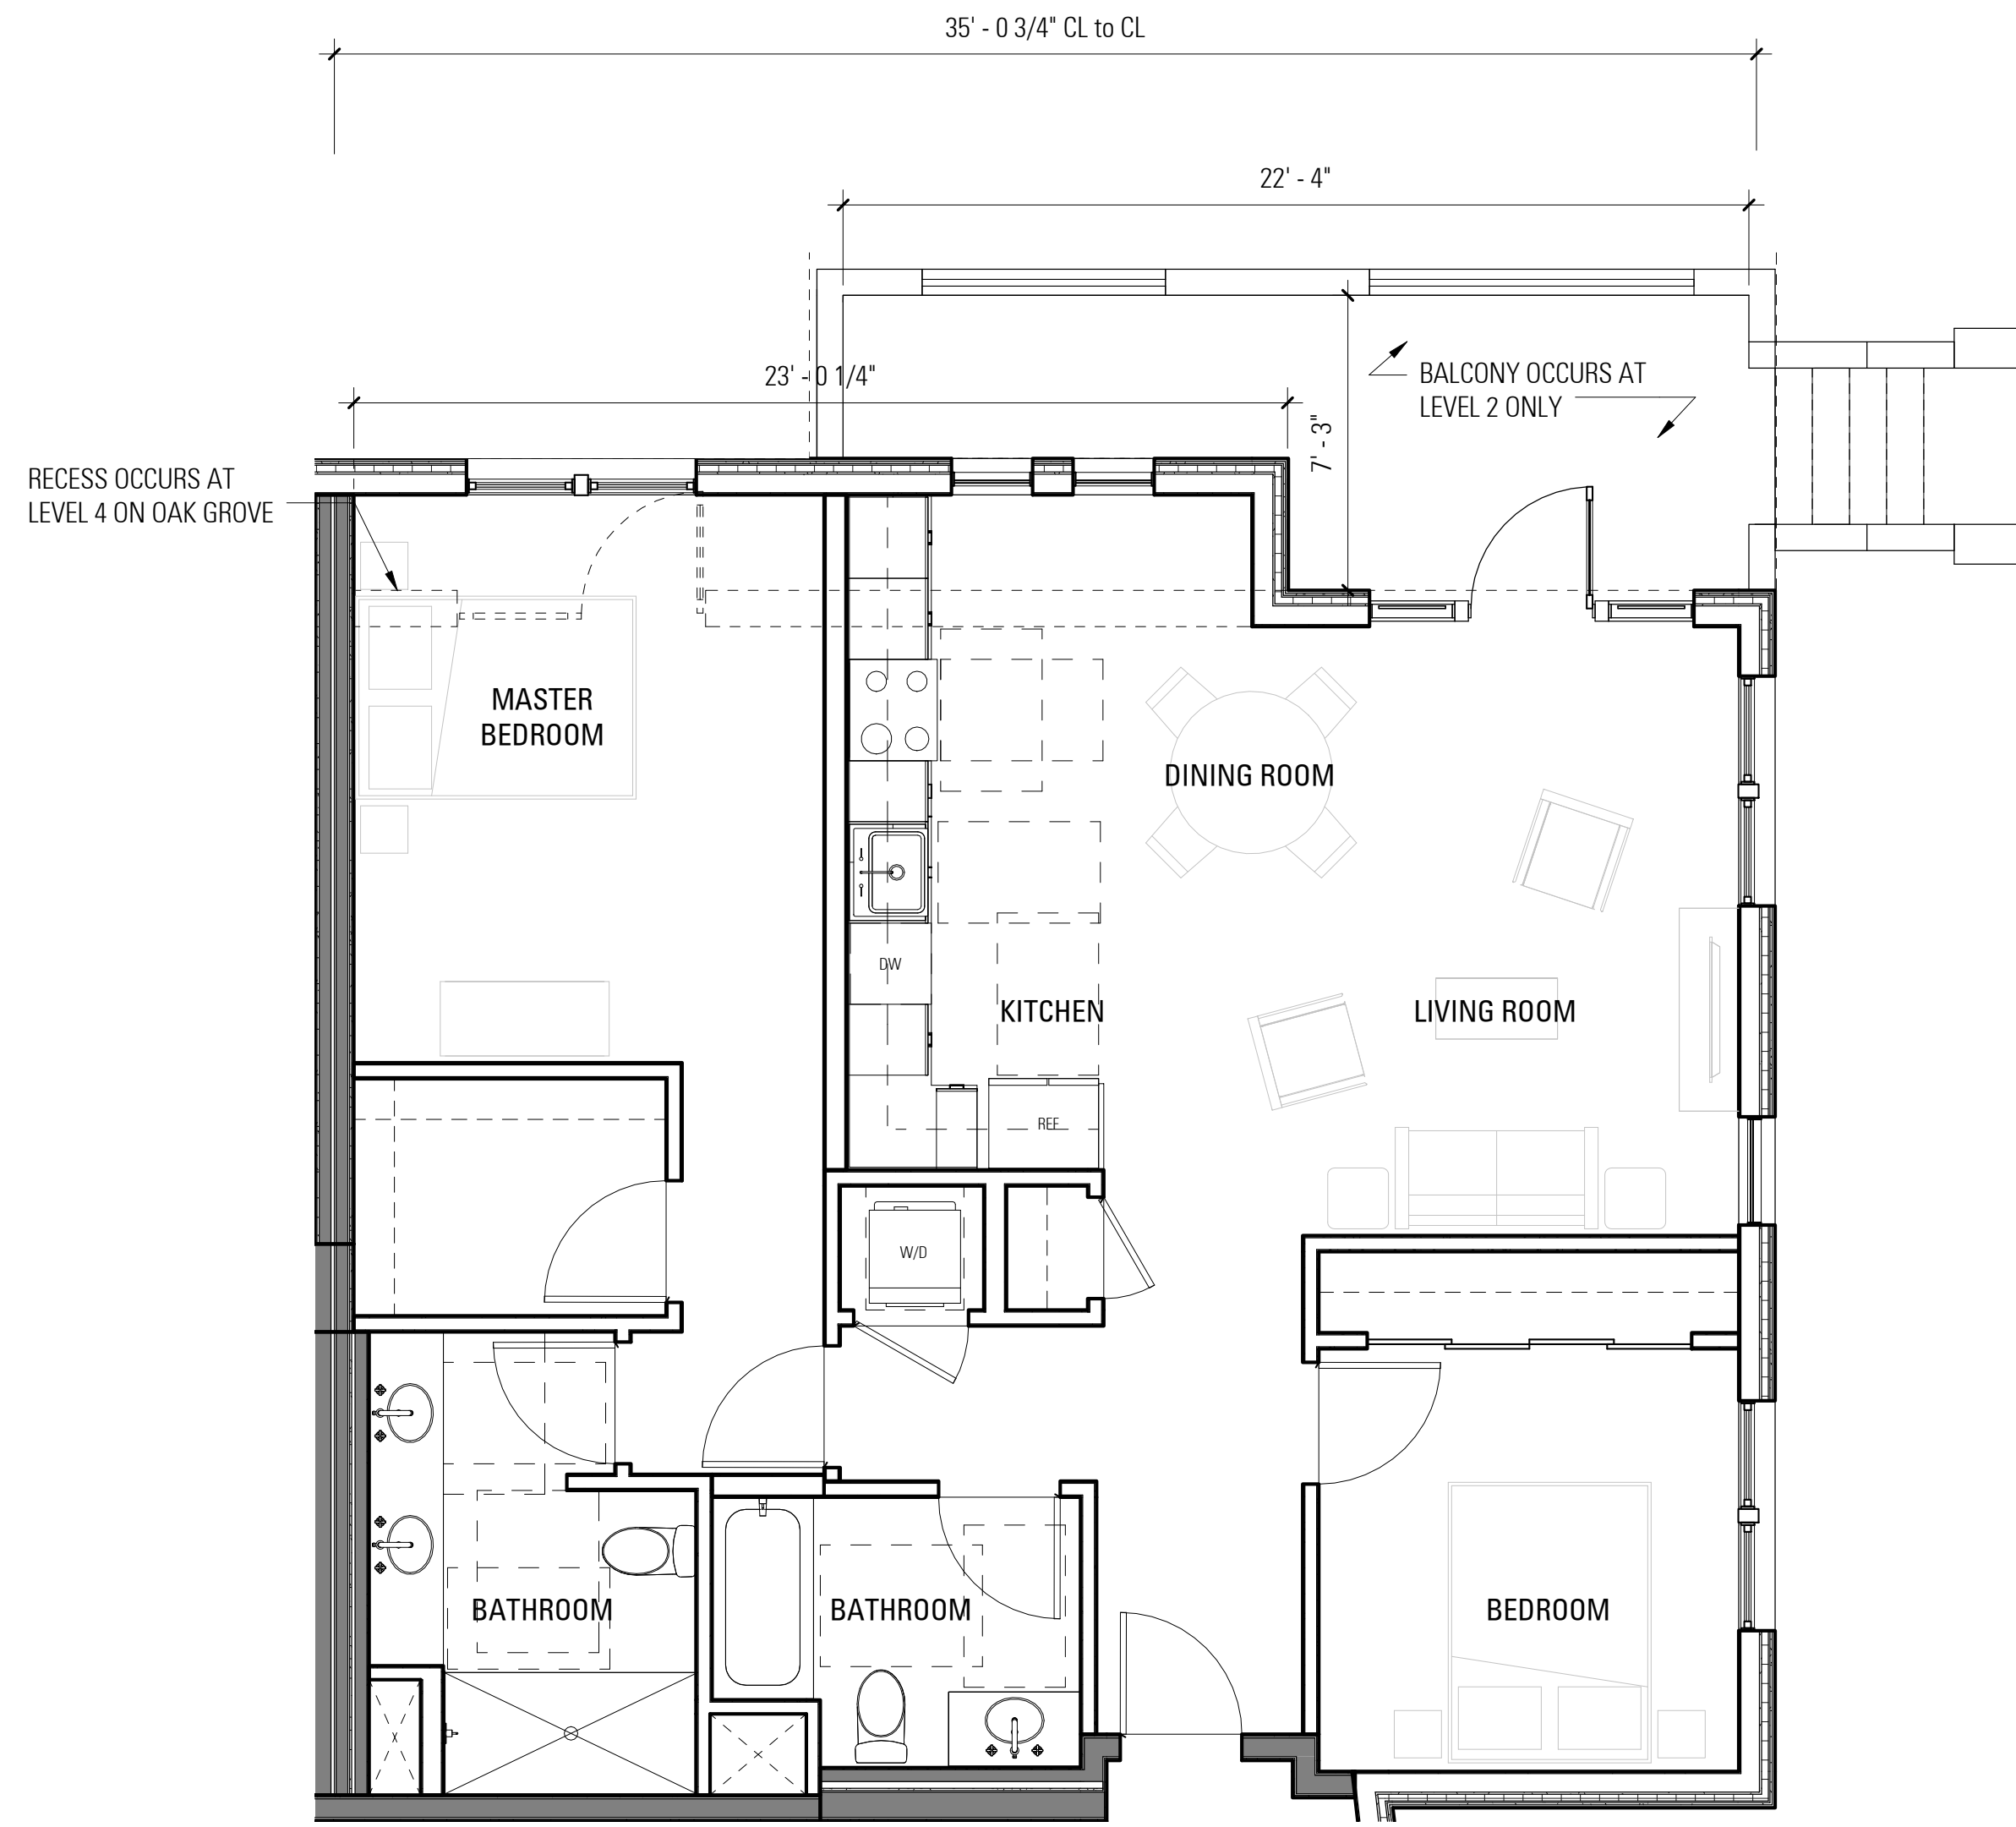 35' - 0 3/4" CL to CL
22' - 4"
23' - 0 1/4"
7' - 3"
BALCONY OCCURS AT
LEVEL 2 ONLY
RECESS OCCURS AT
LEVEL 4 ON OAK GROVE
MASTER
BEDROOM
DINING ROOM
DW
KITCHEN
LIVING ROOM
REF
W/D
BATHROOM
BATHROOM
BEDROOM